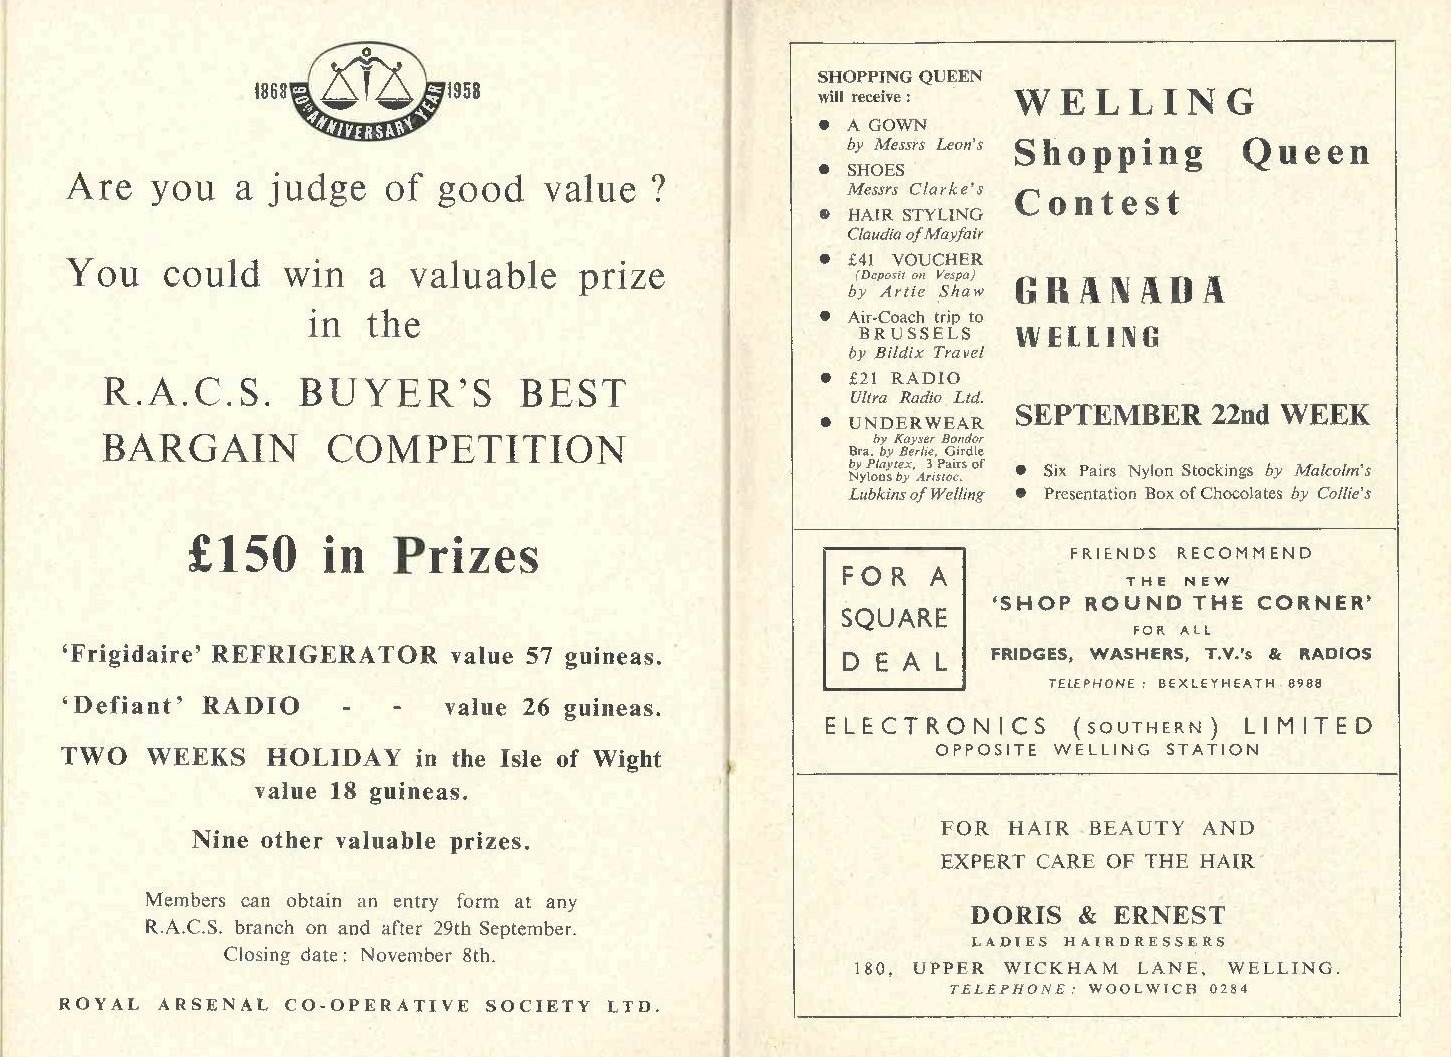 1868 90TH ANNIVERSARY YEAR 1958
Are you a judge of good value ?
You could win a valuable prize
in the
R.A.C.S. BUYER'S BEST
BARGAIN COMPETITION
£150 in Prizes
'Frigidaire' REFRIGERATOR value 57 guineas.
'Defiant' RADIO - - value 26 guineas.
TWO WEEKS HOLIDAY in the Isle of Wight
value 18 guineas.
Nine other valuable prizes.
Members can obtain an entry form at any
R.A.C.S. branch on and after 29th September.
Closing date : November 8th.
ROYAL ARSENAL CO-OPERATIVE SOCIETY LTD.
SHOPPING QUEEN
will receive :
• A GOWN
by Messrs Leon's
• SHOES
Messrs Clarke's
• HAIR STYLING
Claudia of Mayfair
• £41 VOUCHER
(Deposit on Vespa)
by Artie Shaw
• Air-Coach trip to
BRUSSELS
by Bildix Travel
• £21 RADIO
Ultra Radio Ltd.
• UNDERWEAR
by Kayser Bondor
Bra. by Berlie, Girdle
by Playtex, 3 Pairs of
Nylons by Aristoc.
Lubkins of Welling
WELLING
Shopping Queen
Contest
GRANADA
WELLING
SEPTEMBER 22nd WEEK
• Six Pairs Nylon Stockings by Malcolm's
• Presentation Box of Chocolates by Collie's
FOR A
SQUARE
DEAL
FRIENDS RECOMMEND
THE NEW
'SHOP ROUND THE CORNER'
FOR ALL
FRIDGES, WASHERS, T.V.'s & RADIOS
TELEPHONE : BEXLEYHEATH 8988
ELECTRONICS (SOUTHERN) LIMITED
OPPOSITE WELLING STATION
FOR HAIR BEAUTY AND
EXPERT CARE OF THE HAIR
DORIS & ERNEST
LADIES HAIRDRESSERS
180, UPPER WICKHAM LANE, WELLING.
TELEPHONE : WOOLWICH 0284